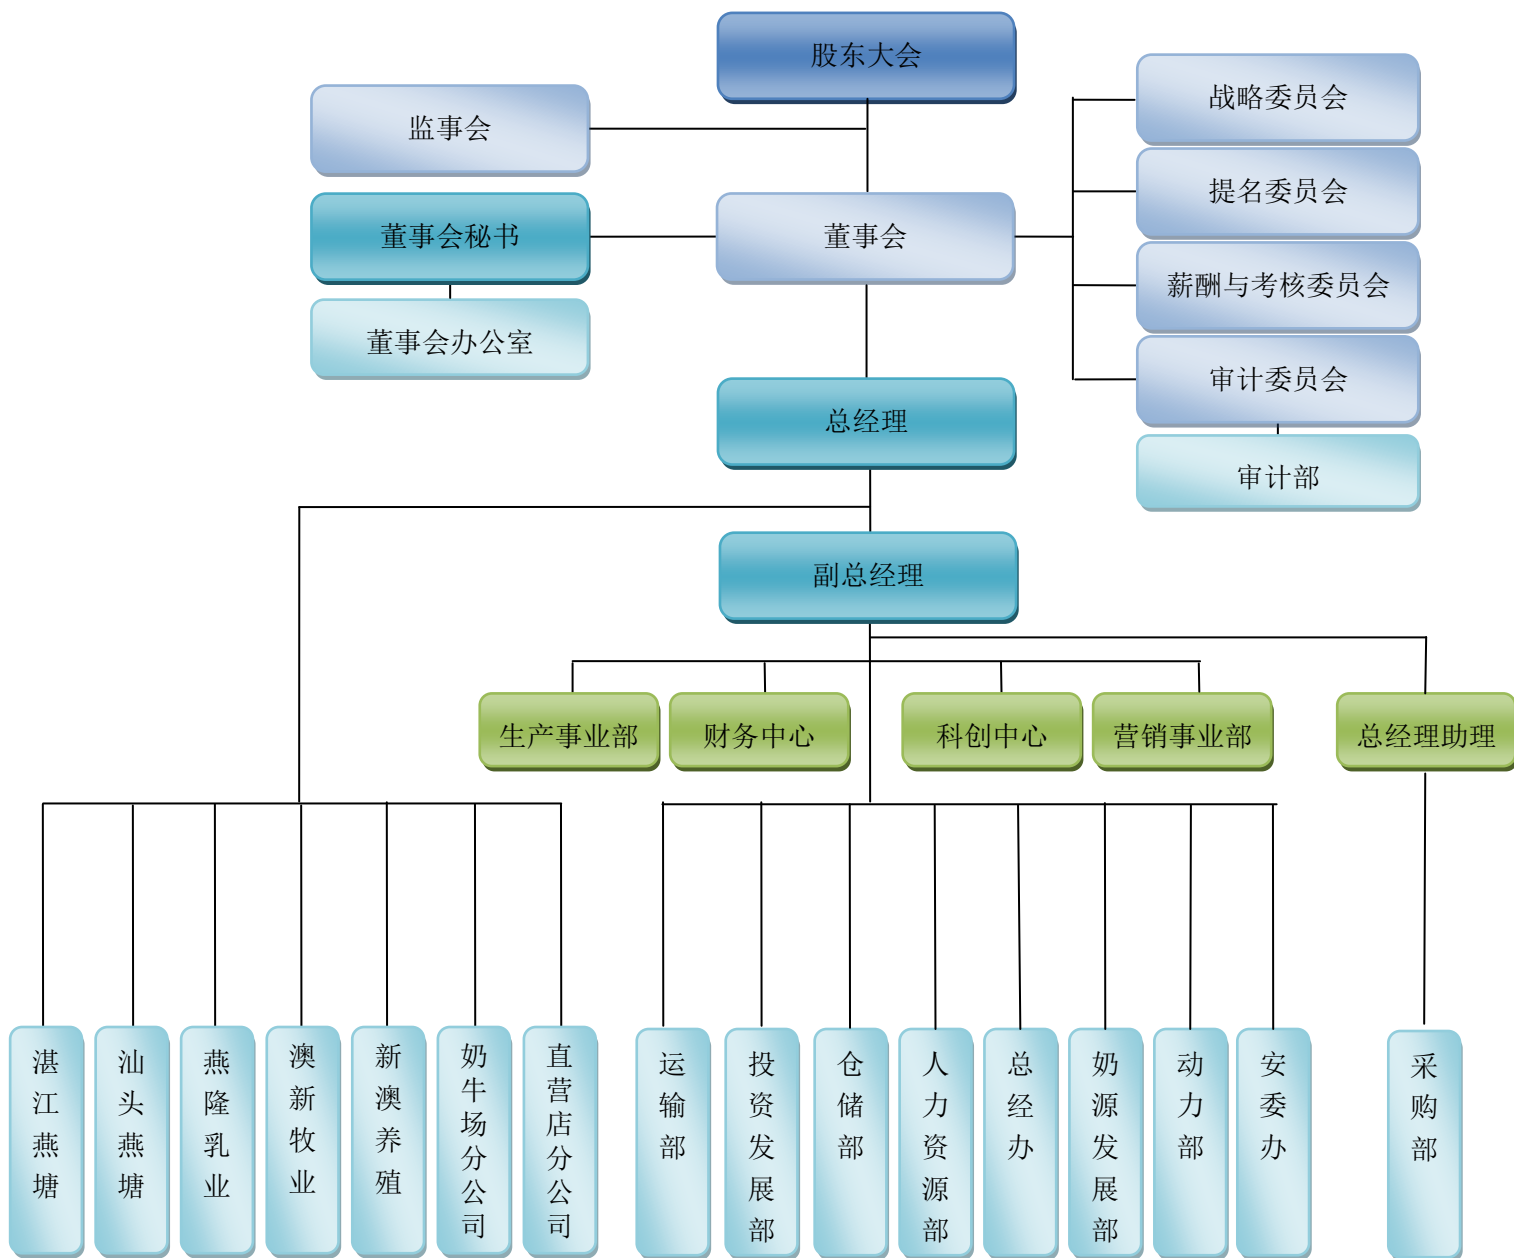 股东大会
监事会
战略委员会
提名委员会
董事会秘书
董事会
薪酬与考核委员会
董事会办公室
审计委员会
总经理
审计部
副总经理
生产事业部
财务中心
科创中心
营销事业部
总经理助理
湛江燕塘
汕头燕塘
燕隆乳业
澳新牧业
新澳养殖
奶牛场分公司
直营店分公司
运输部
投资发展部
仓储部
人力资源部
总经办
奶源发展部
动力部
安委办
采购部